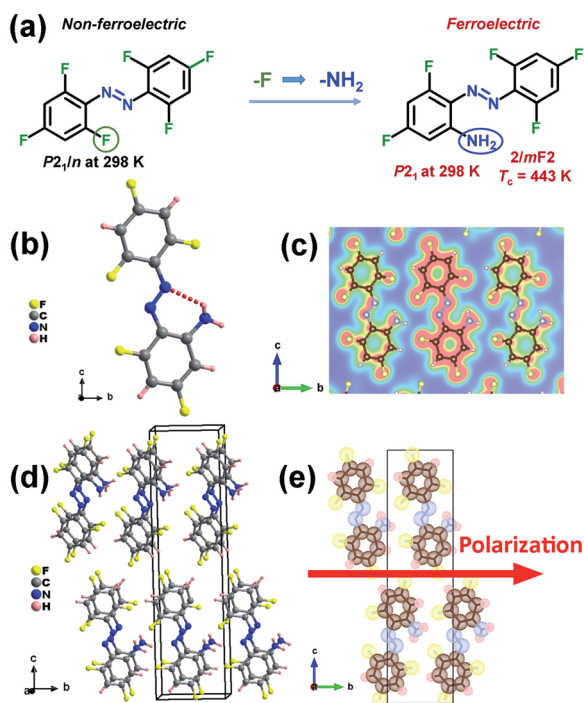 (a)
Non-ferroelectric
Ferroelectric
F
F
F
N
N
F
F
F
P2₁/n at 298 K
-F → -NH₂
F
F
F
N
N
F
F
NH₂
P2₁ at 298 K
2/mF2
Tc = 443 K
(b)
F
C
N
H
c
a
b
(c)
c
a
b
(d)
F
C
N
H
c
a
b
(e)
Polarization
c
a
b